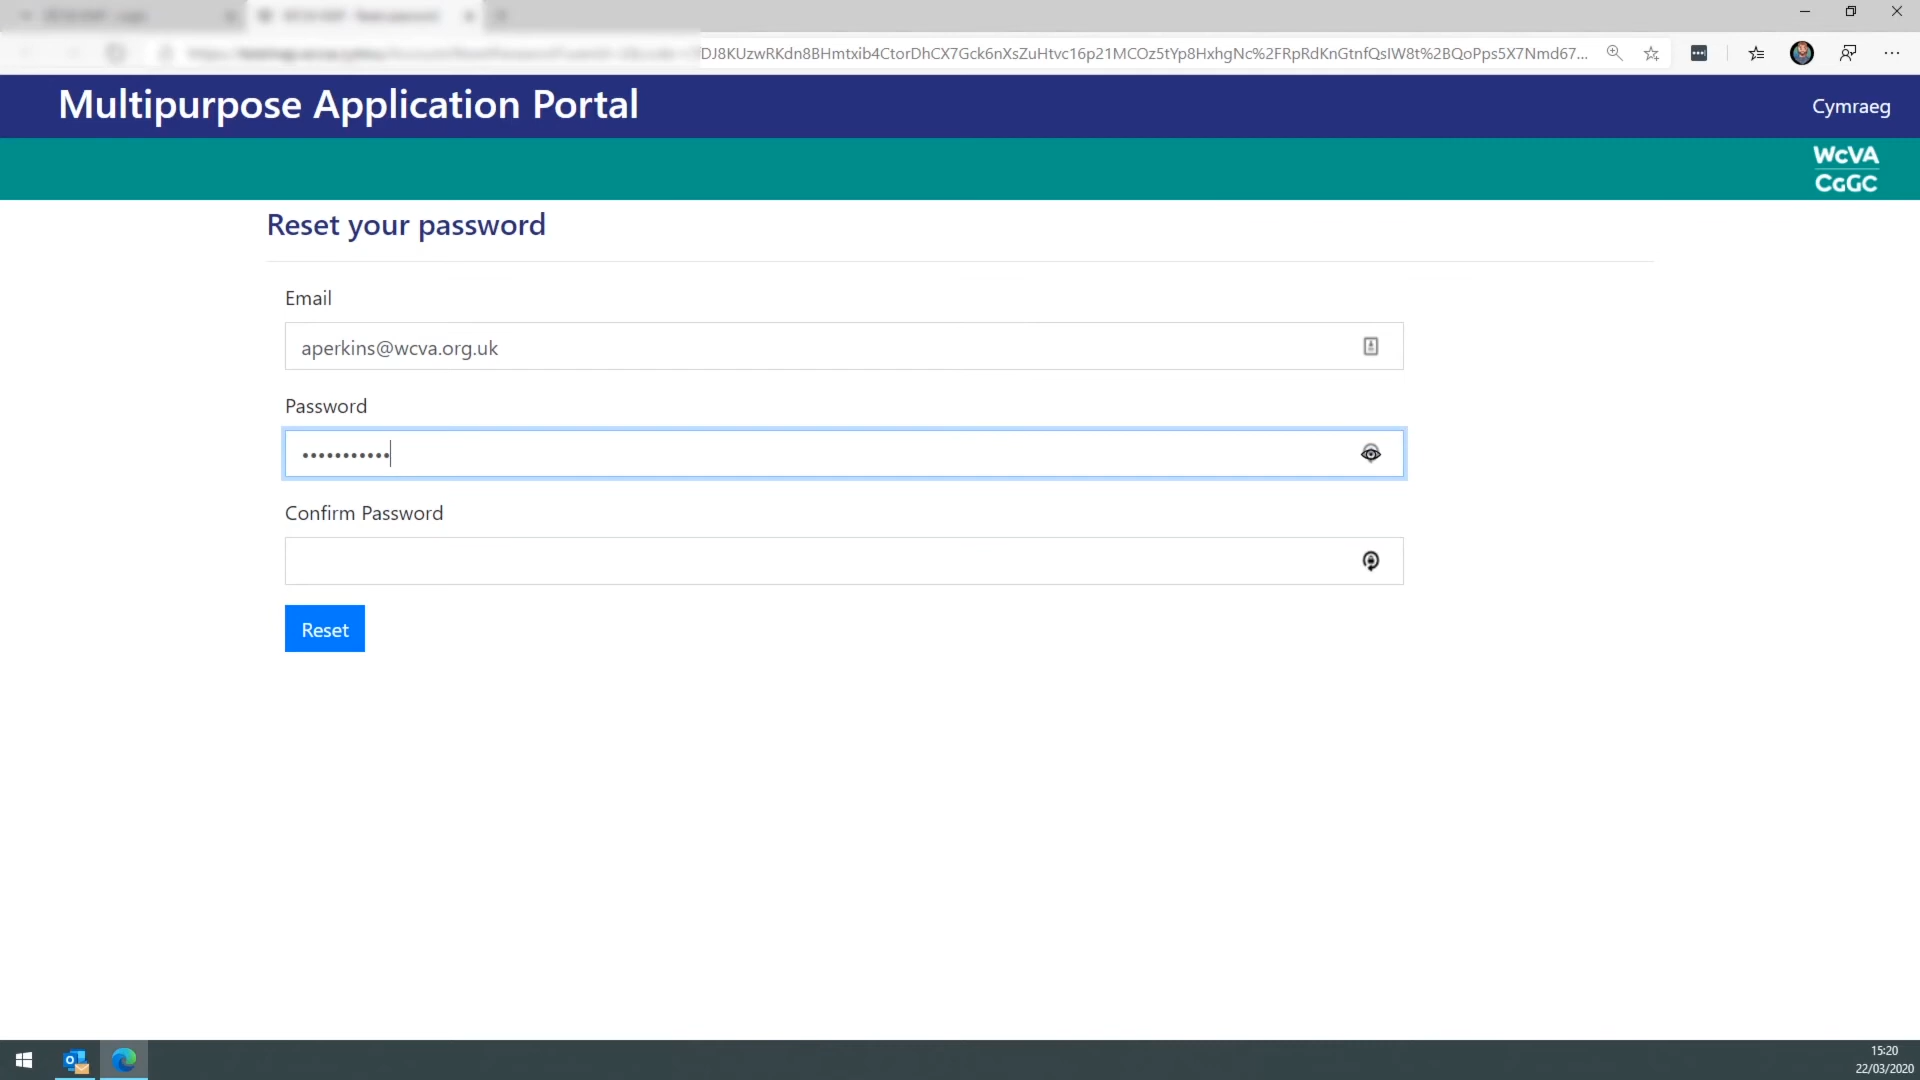 DJ8KUzwRKdn8BHmtxib4CtorDhCX7Gck6nXsZuHtvc16p21MCOz5tYp8HxhgNc%2FRpRdKnGtnfQsIW8t%2BQoPps5X7Nmd67...
Multipurpose Application Portal
Cymraeg
WCVA
CGGC
Reset your password
Email
aperkins@wcva.org.uk
Password
Confirm Password
Reset
15:20
22/03/2020